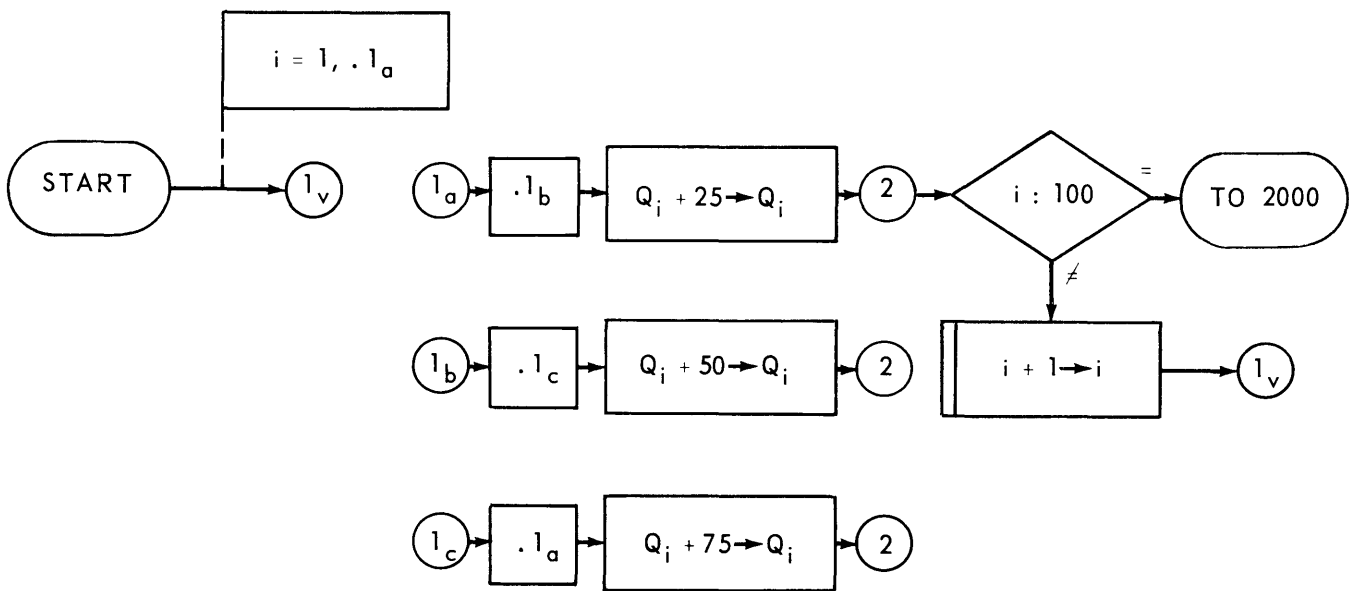 i = 1, .1a
START
1v
1a
.1b
Qi + 25→Qi
2
i : 100
=
TO 2000
≠
1b
.1c
Qi + 50→Qi
2
i + 1→i
1v
1c
.1a
Qi + 75→Qi
2